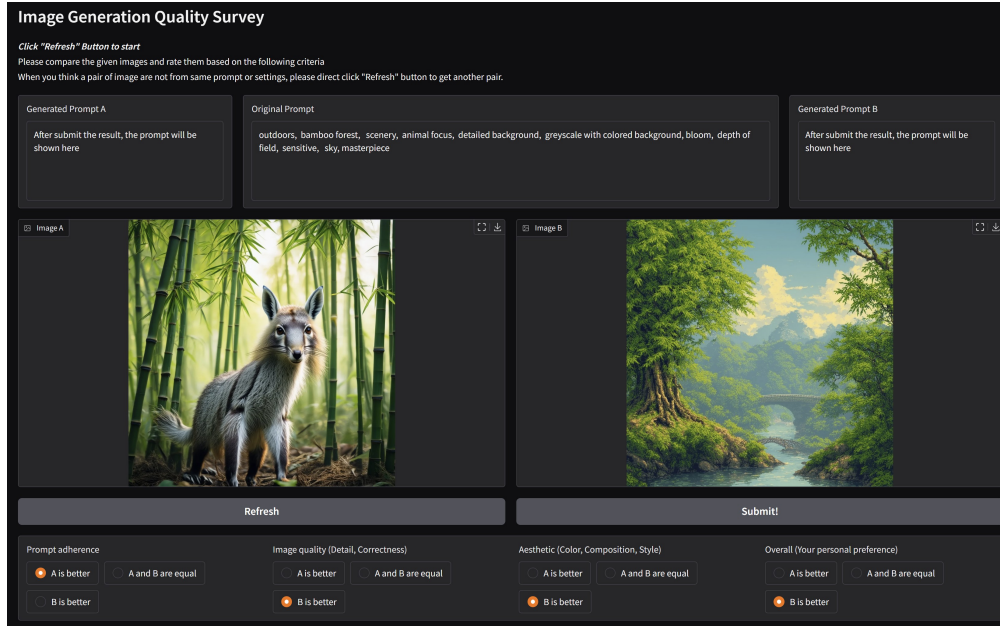 Image Generation Quality Survey
Click "Refresh" Button to start
Please compare the given images and rate them based on the following criteria
When you think a pair of image are not from same prompt or settings, please direct click "Refresh" button to get another pair.
Generated Prompt A
Original Prompt
Generated Prompt B
After submit the result, the prompt will be
shown here
outdoors, bamboo forest, scenery, animal focus, detailed background, greyscale with colored background, bloom, depth of
field, sensitive, sky, masterpiece
After submit the result, the prompt will be
shown here
Image A
Image B
Refresh
Submit!
Prompt adherence
Image quality (Detail, Correctness)
Aesthetic (Color, Composition, Style)
Overall (Your personal preference)
A is better
A and B are equal
A is better
A and B are equal
A is better
A and B are equal
A is better
A and B are equal
B is better
B is better
B is better
B is better